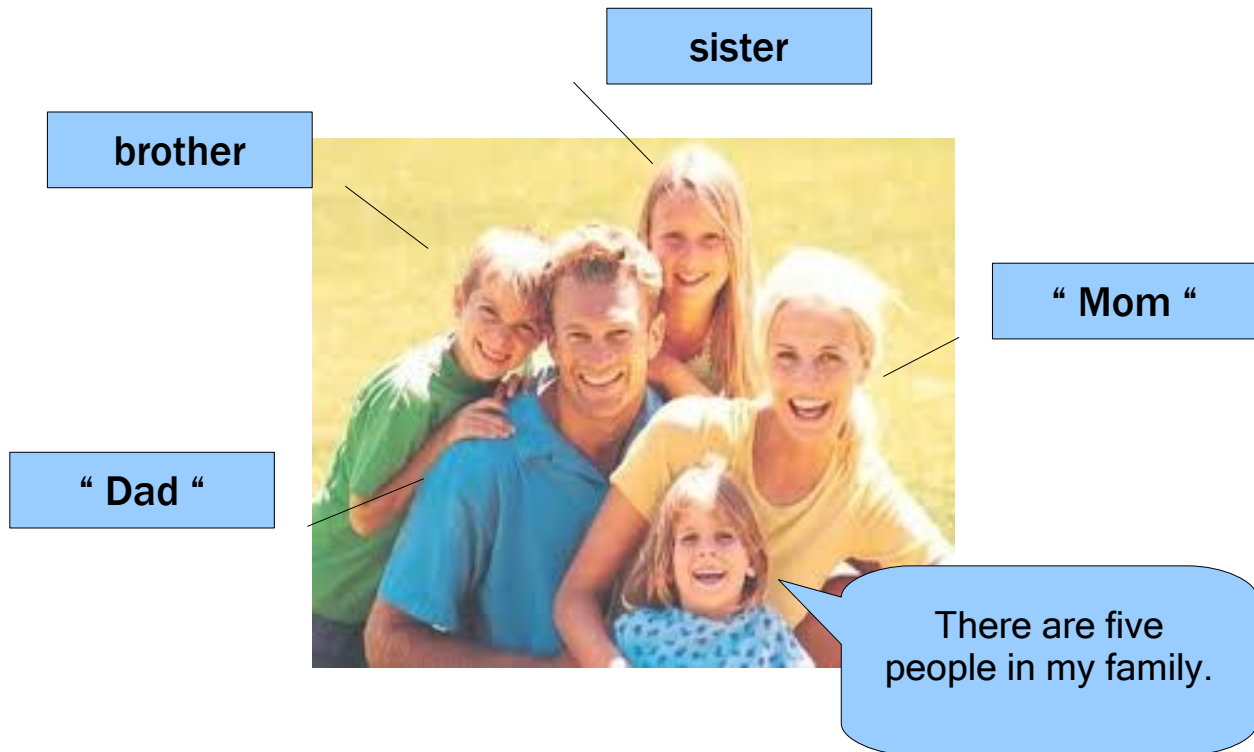 sister
brother
“ Mom “
“ Dad “
There are five
people in my family.